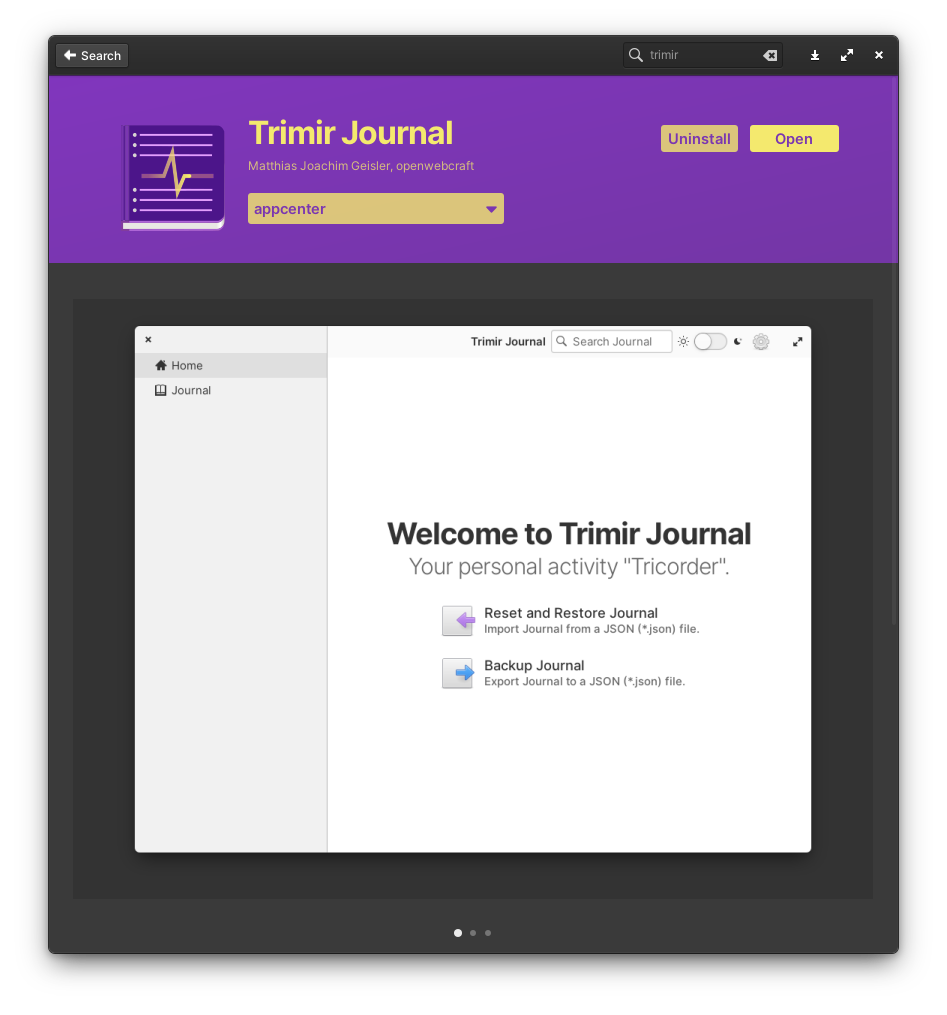 Search
trimir
Trimir Journal
Uninstall
Open
Matthias Joachim Geisler, openwebcraft
appcenter
Trimir Journal
Search Journal
Home
Journal
Welcome to Trimir Journal
Your personal activity "Tricorder".
Reset and Restore Journal
Import Journal from a JSON (*.json) file.
Backup Journal
Export Journal to a JSON (*.json) file.